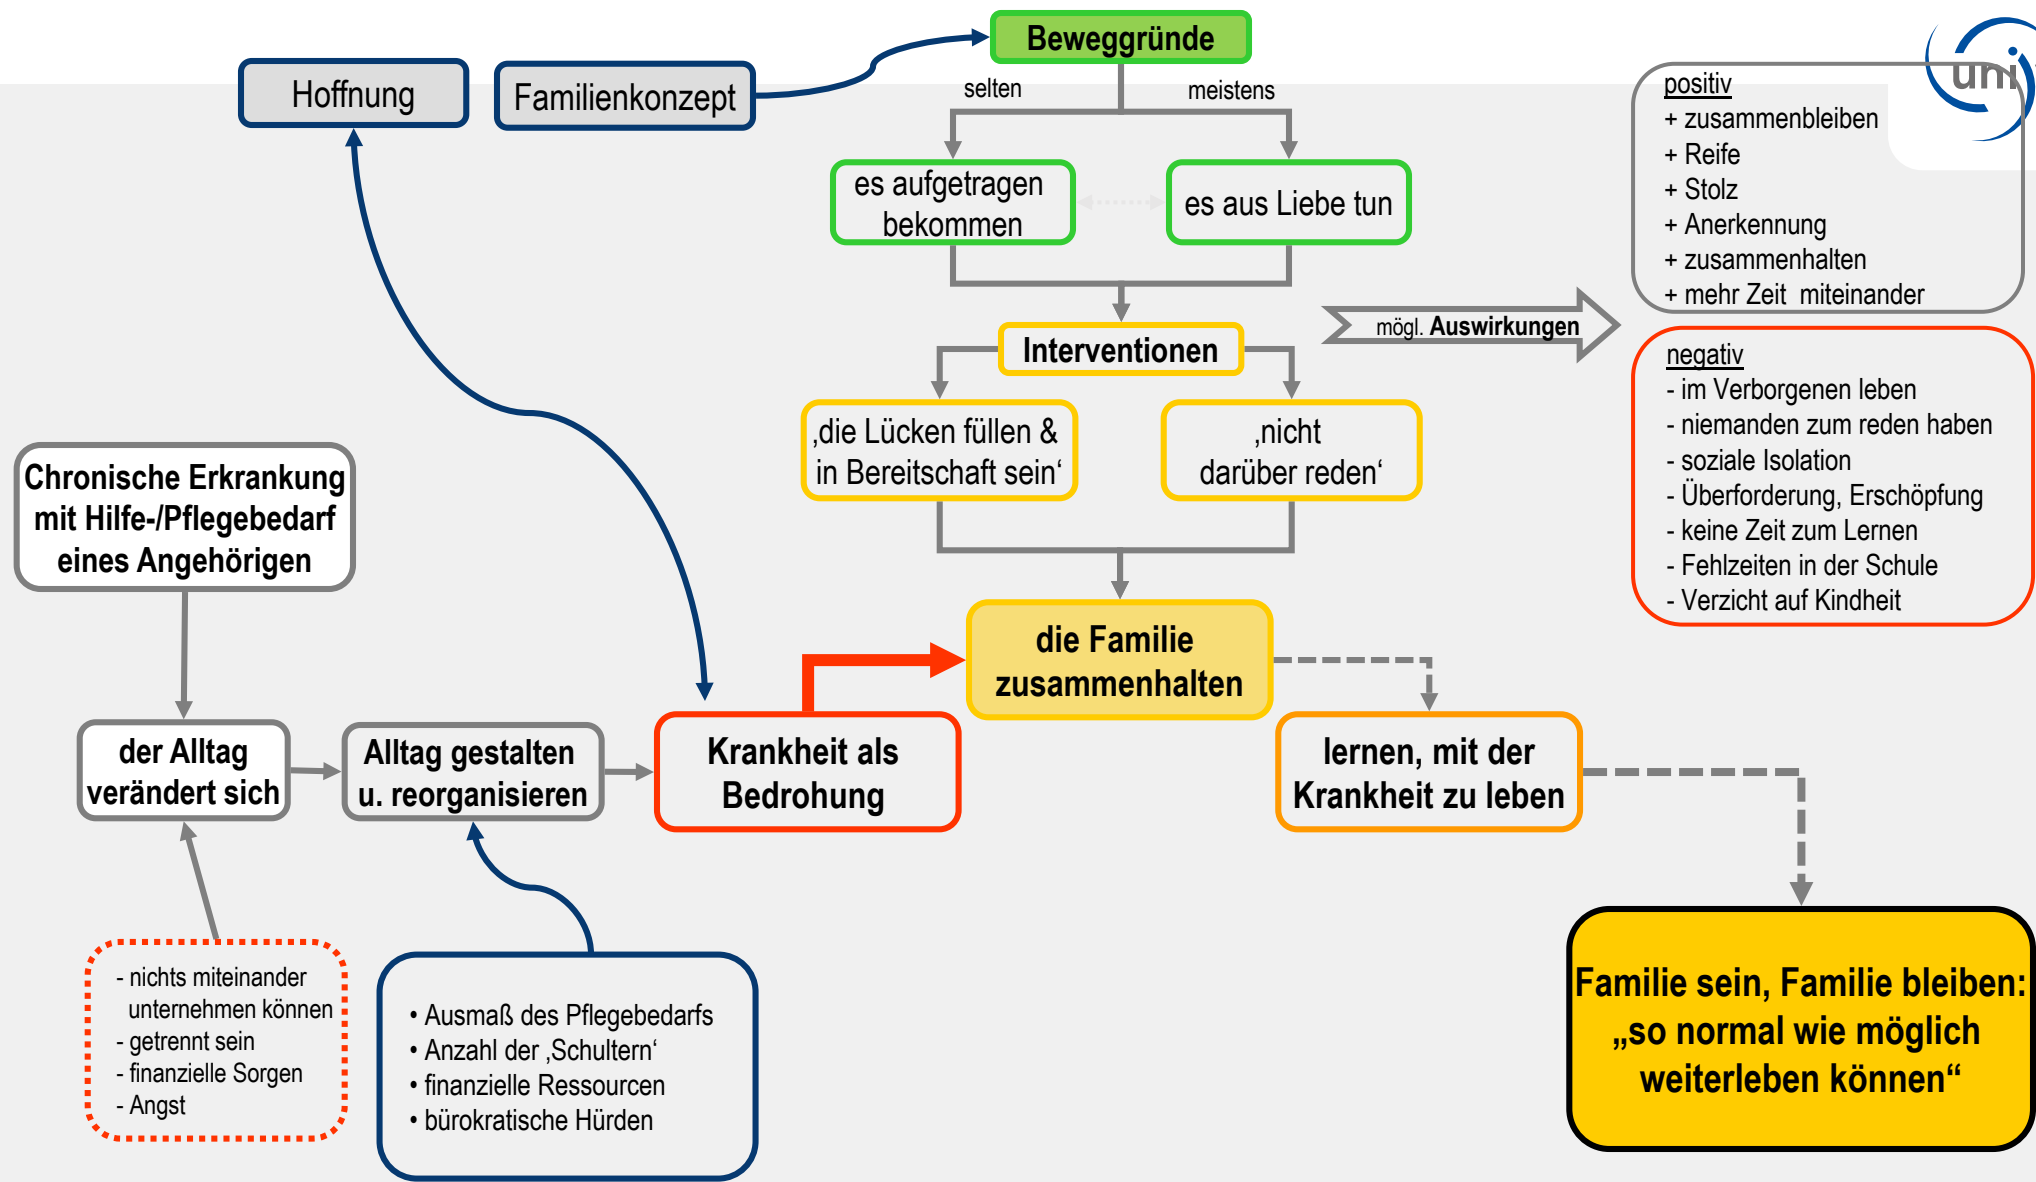 Beweggründe
Hoffnung
Familienkonzept
selten
meistens
uni
es aufgetragen
bekommen
es aus Liebe tun
positiv
+ zusammenbleiben
+ Reife
+ Stolz
+ Anerkennung
+ zusammenhalten
+ mehr Zeit miteinander
mögl. Auswirkungen
Interventionen
‚die Lücken füllen &
in Bereitschaft sein‘
‚nicht
darüber reden‘
negativ
- im Verborgenen leben
- niemanden zum reden haben
- soziale Isolation
- Überforderung, Erschöpfung
- keine Zeit zum Lernen
- Fehlzeiten in der Schule
- Verzicht auf Kindheit
Chronische Erkrankung
mit Hilfe-/Pflegebedarf
eines Angehörigen
die Familie
zusammenhalten
der Alltag
verändert sich
Alltag gestalten
u. reorganisieren
Krankheit als
Bedrohung
lernen, mit der
Krankheit zu leben
- nichts miteinander
unternehmen können
- getrennt sein
- finanzielle Sorgen
- Angst
• Ausmaß des Pflegebedarfs
• Anzahl der ‚Schultern‘
• finanzielle Ressourcen
• bürokratische Hürden
Familie sein, Familie bleiben:
„so normal wie möglich
weiterleben können“